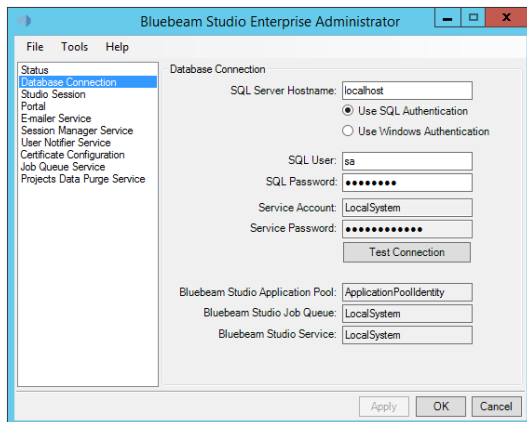 Bluebeam Studio Enterprise Administrator
File Tools Help
Status
Database Connection
Studio Session
Portal
E-mailer Service
Session Manager Service
User Notifier Service
Certificate Configuration
Job Queue Service
Projects Data Purge Service
Database Connection
SQL Server Hostname: localhost
Use SQL Authentication
Use Windows Authentication
SQL User: sa
SQL Password: ••••••••
Service Account: LocalSystem
Service Password: ••••••••••••
Test Connection
Bluebeam Studio Application Pool: ApplicationPoolIdentity
Bluebeam Studio Job Queue: LocalSystem
Bluebeam Studio Service: LocalSystem
Apply OK Cancel